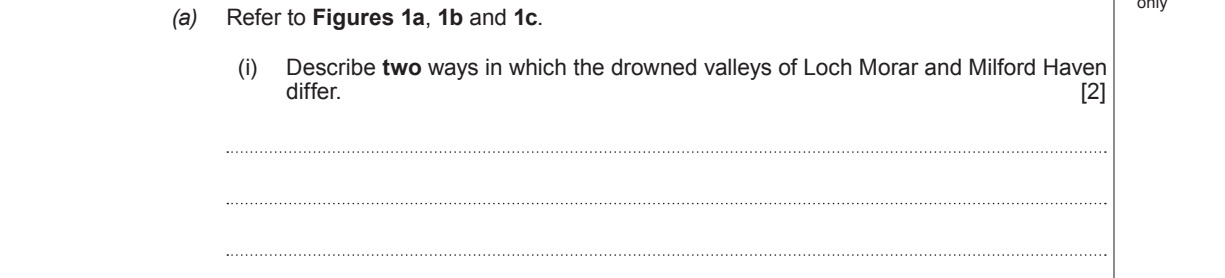 only
(a) Refer to Figures 1a, 1b and 1c.
(i) Describe two ways in which the drowned valleys of Loch Morar and Milford Haven
differ. [2]